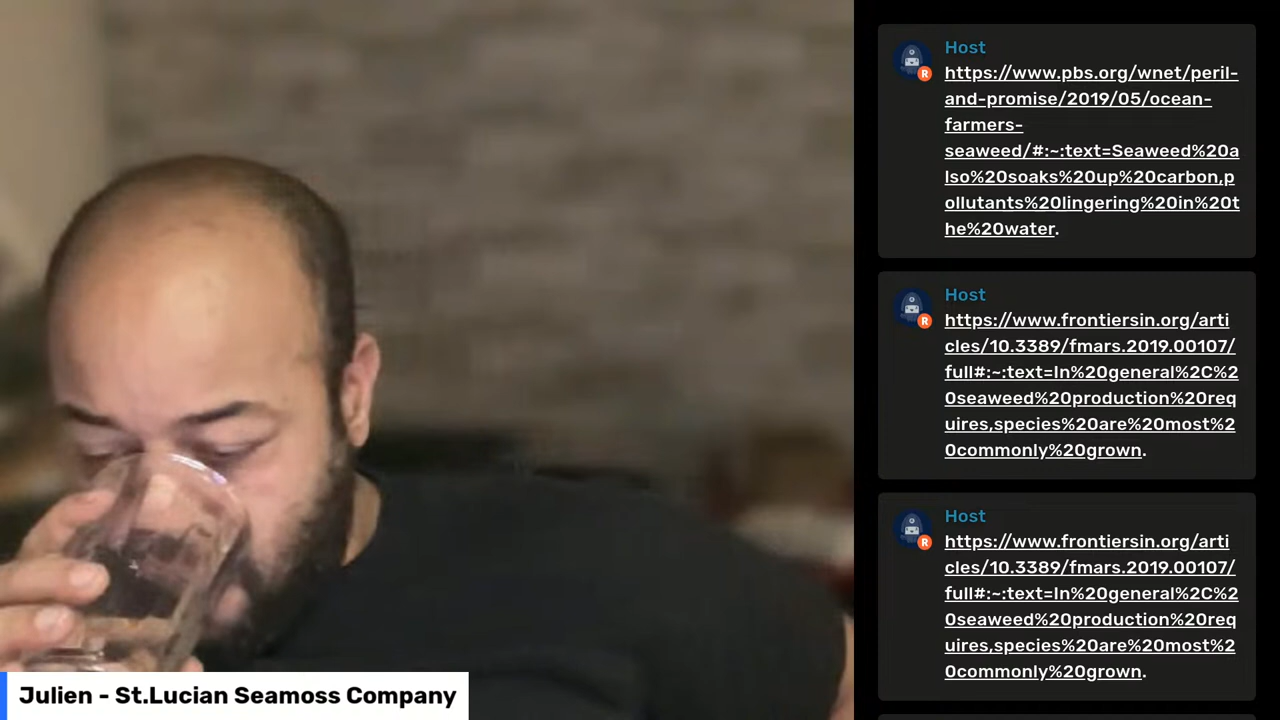 Host
https://www.pbs.org/wnet/peril-
and-promise/2019/05/ocean-
farmers-
seaweed/#:~:text=Seaweed%20a
lso%20soaks%20up%20carbon,p
ollutants%20lingering%20in%20t
he%20water.
Host
https://www.frontiersin.org/arti
cles/10.3389/fmars.2019.00107/
full#:~:text=In%20general%2C%2
0seaweed%20production%20req
uires,species%20are%20most%2
0commonly%20grown.
Host
https://www.frontiersin.org/arti
cles/10.3389/fmars.2019.00107/
full#:~:text=In%20general%2C%2
0seaweed%20production%20req
uires,species%20are%20most%2
0commonly%20grown.
R
R
R
Julien - St.Lucian Seamoss Company